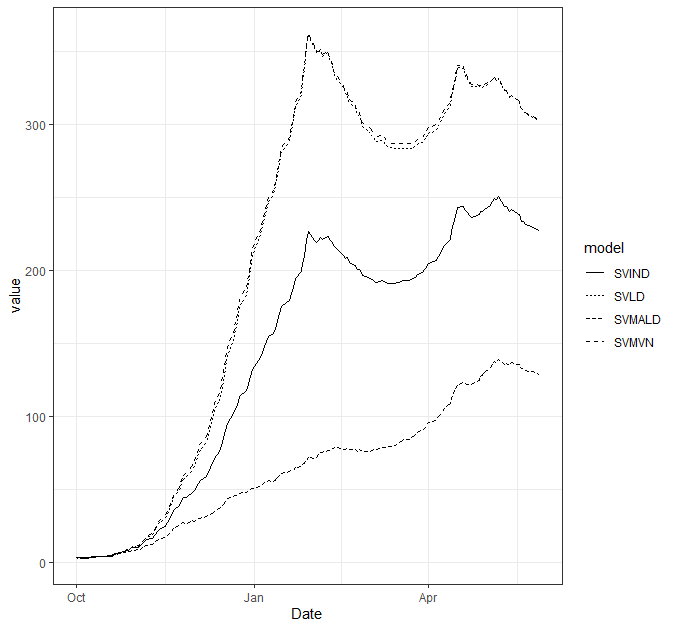 300
200
100
0
value
Oct
Jan
Apr
Date
model
SVIND
SVLD
SVMALD
SVMVN